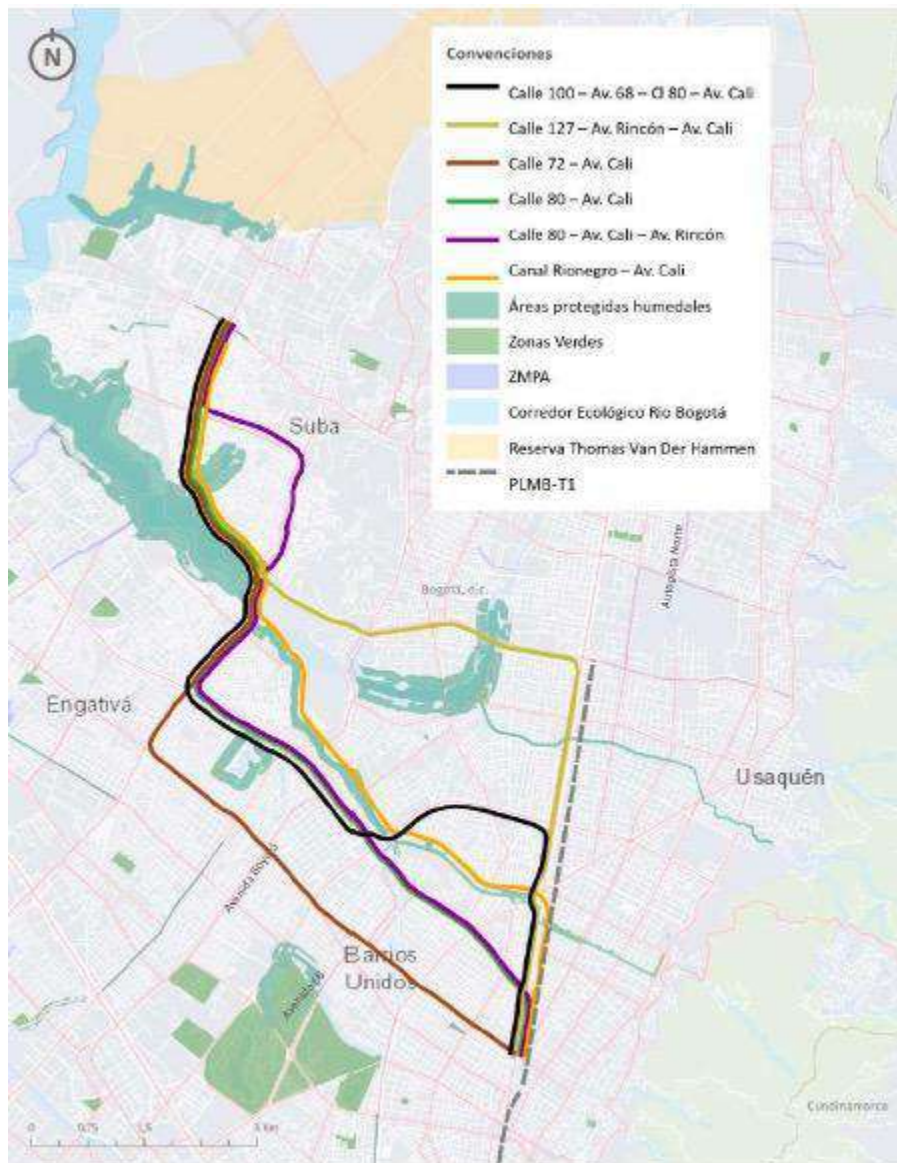 N
Convenciones
Calle 100 – Av. 68 – Cl 80 – Av. Cali
Calle 127 – Av. Rincón – Av. Cali
Calle 72 – Av. Cali
Calle 80 – Av. Cali
Calle 80 – Av. Cali – Av. Rincón
Canal Rionegro – Av. Cali
Áreas protegidas humedales
Zonas Verdes
ZMPA
Corredor Ecológico Rio Bogotá
Reserva Thomas Van Der Hammen
PLMB-T1
Suba
Autopista Norte
Bogotá, d.c.
Engativá
Usaquén
Avenida Boyacá
Barrios
Unidos
Avenida 68
Cundinamarca
0 0,75 1,5 3 km